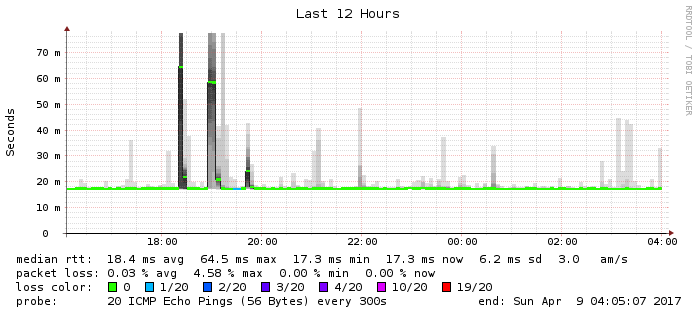 Last 12 Hours
RRDTOOL / TOBI OETIKER
Seconds
70 m
60 m
50 m
40 m
30 m
20 m
10 m
0
18:00 20:00 22:00 00:00 02:00 04:00
median rtt: 18.4 ms avg 64.5 ms max 17.3 ms min 17.3 ms now 6.2 ms sd 3.0 am/s
packet loss: 0.03 % avg 4.58 % max 0.00 % min 0.00 % now
loss color: 0 1/20 2/20 3/20 4/20 10/20 19/20
probe: 20 ICMP Echo Pings (56 Bytes) every 300s end: Sun Apr 9 04:05:07 2017